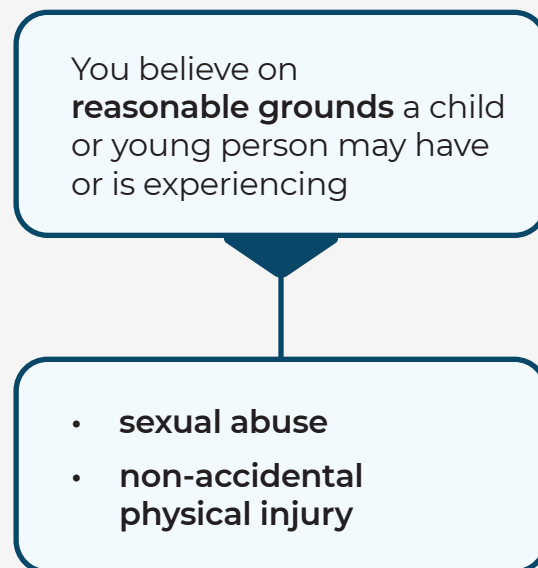 You believe on
reasonable grounds a child
or young person may have
or is experiencing
• sexual abuse
• non-accidental
physical injury